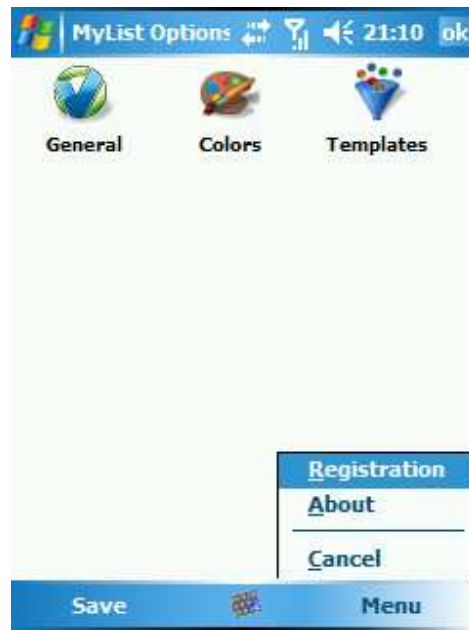 MyList Options 21:10 ok
General Colors Templates
Registration
About
Cancel
Save Menu